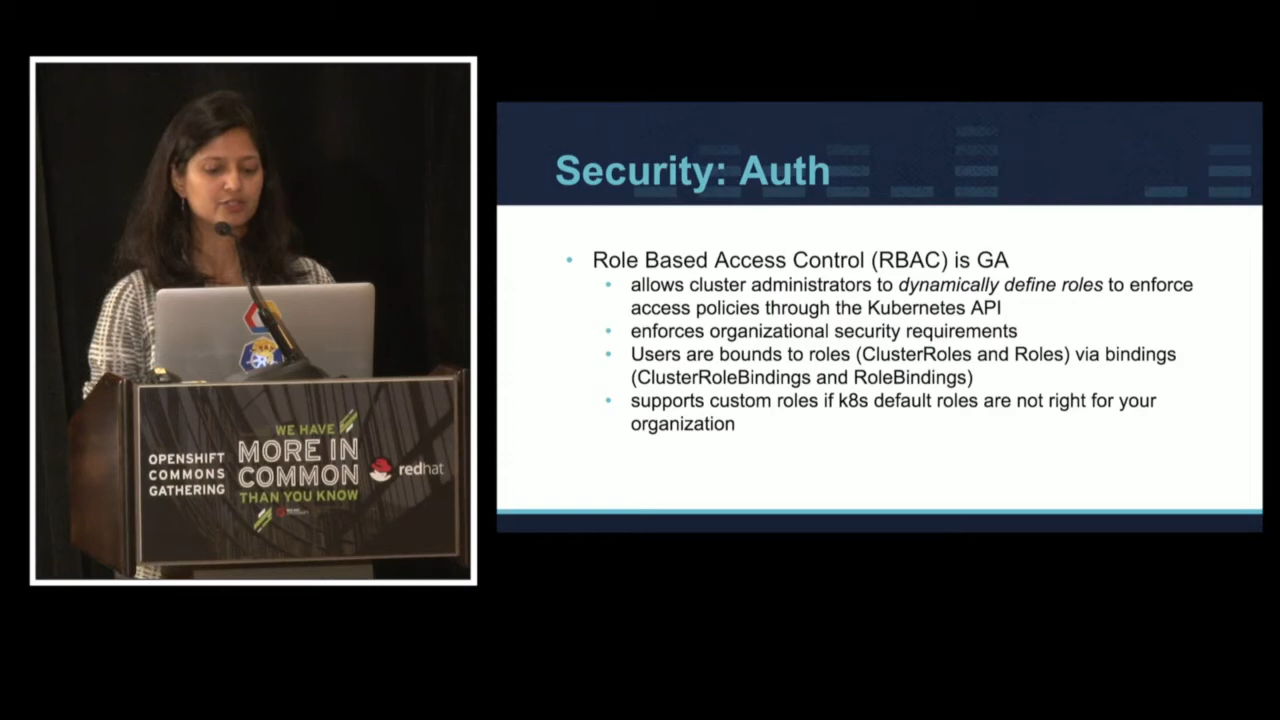 Security: Auth
Role Based Access Control (RBAC) is GA
allows cluster administrators to dynamically define roles to enforce
access policies through the Kubernetes API
enforces organizational security requirements
Users are bound to roles (ClusterRoles and Roles) via bindings
(ClusterRoleBindings and RoleBindings)
supports custom roles if k8s default roles are not right for your
organization
OPENSHIFT
COMMONS
GATHERING
WE HAVE
MORE IN
COMMON
THAN YOU KNOW
redhat